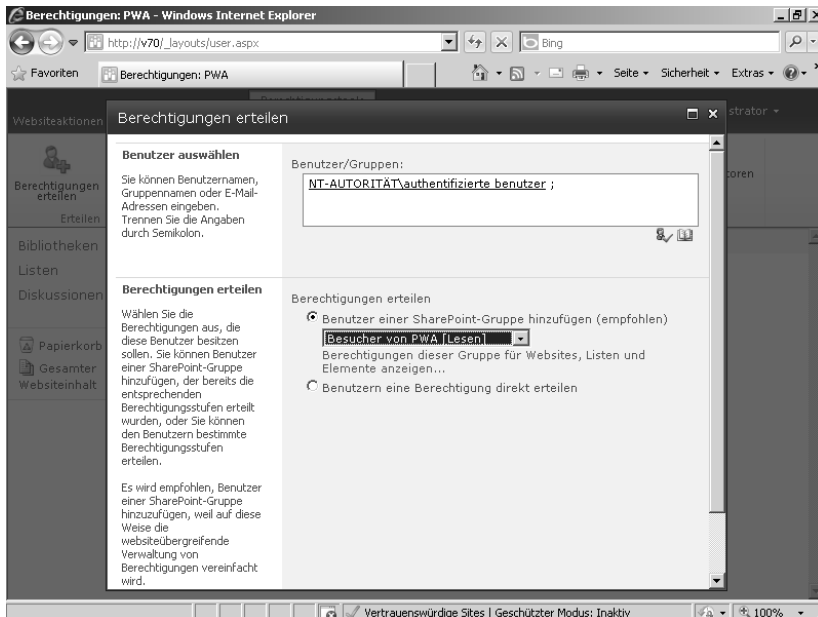 Berechtigungen: PWA - Windows Internet Explorer
http://v70/_layouts/user.aspx
Bing
Favoriten
Berechtigungen: PWA
Seite
Sicherheit
Extras
Websiteaktionen
strator
Berechtigungen erteilen
Berechtigungen
erteilen
Erteilen
oren
Bibliotheken
Listen
Diskussionen
Papierkorb
Gesamter
Websiteinhalt
Benutzer auswählen
Sie können Benutzernamen,
Gruppennamen oder E-Mail-
Adressen eingeben.
Trennen Sie die Angaben
durch Semikolon.
Benutzer/Gruppen:
NT-AUTORITÄT\authentifizierte benutzer ;
Berechtigungen erteilen
Wählen Sie die
Berechtigungen aus, die
diese Benutzer besitzen
sollen. Sie können Benutzer
einer SharePoint-Gruppe
hinzufügen, der bereits die
entsprechenden
Berechtigungsstufen erteilt
wurden, oder Sie können
den Benutzern bestimmte
Berechtigungsstufen
erteilen.
Es wird empfohlen, Benutzer
einer SharePoint-Gruppe
hinzuzufügen, weil auf diese
Weise die
websiteübergreifende
Verwaltung von
Berechtigungen vereinfacht
wird.
Berechtigungen erteilen
Benutzer einer SharePoint-Gruppe hinzufügen (empfohlen)
Besucher von PWA [Lesen]
Berechtigungen dieser Gruppe für Websites, Listen und
Elemente anzeigen...
Benutzern eine Berechtigung direkt erteilen
Vertrauenswürdige Sites | Geschützter Modus: Inaktiv
100%